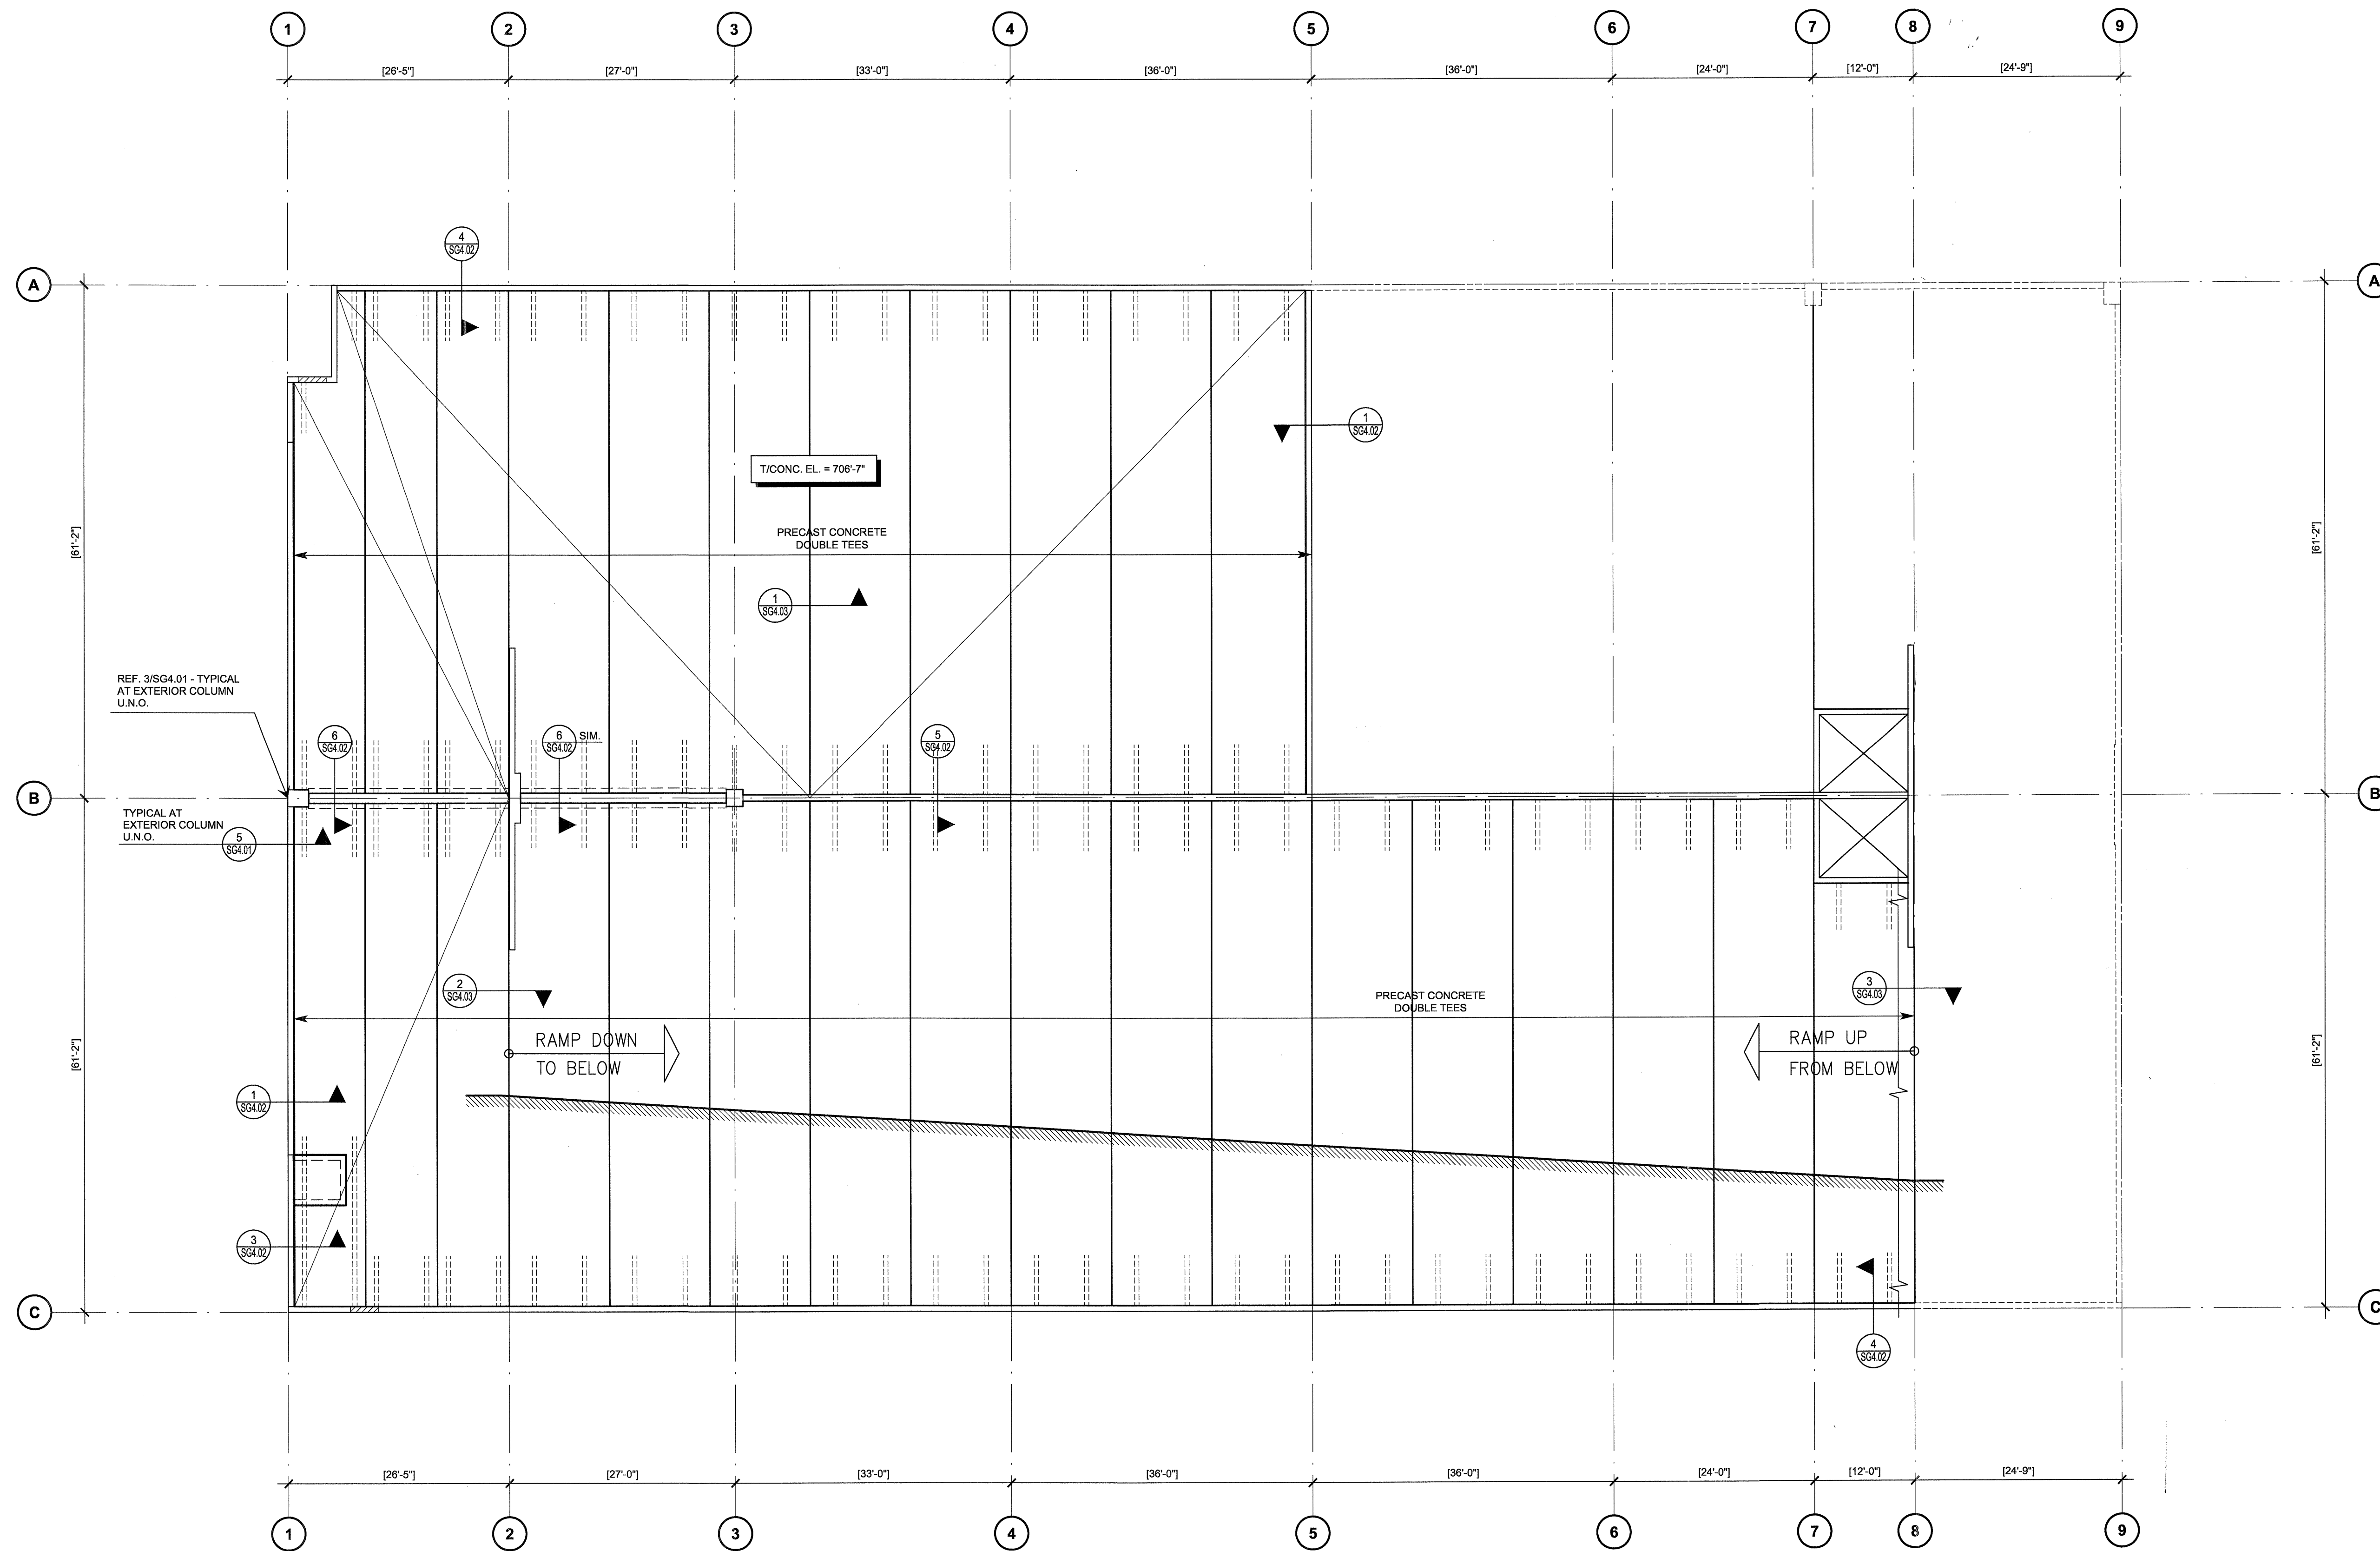 1 2 3 4 5 6 7 8 9
[26'-5"] [27'-0"] [33'-0"] [36'-0"] [36'-0"] [24'-0"] [12'-0"] [24'-9"]
4
SG4.02
A A
1
SG4.02
T/CONC. EL. = 706'-7"
[61'-2"] [61'-2"]
PRECAST CONCRETE
DOUBLE TEES
1
SG4.03
REF. 3/SG4.01 - TYPICAL
AT EXTERIOR COLUMN
U.N.O.
6
SG4.02
6 SIM.
SG4.02
5
SG4.02
B B
TYPICAL AT
EXTERIOR COLUMN
U.N.O.
5
SG4.01
2
SG4.03
3
SG4.03
PRECAST CONCRETE
DOUBLE TEES
RAMP DOWN
TO BELOW
RAMP UP
FROM BELOW
[61'-2"] [61'-2"]
1
SG4.02
3
SG4.02
C C
4
SG4.02
[26'-5"] [27'-0"] [33'-0"] [36'-0"] [36'-0"] [24'-0"] [12'-0"] [24'-9"]
1 2 3 4 5 6 7 8 9